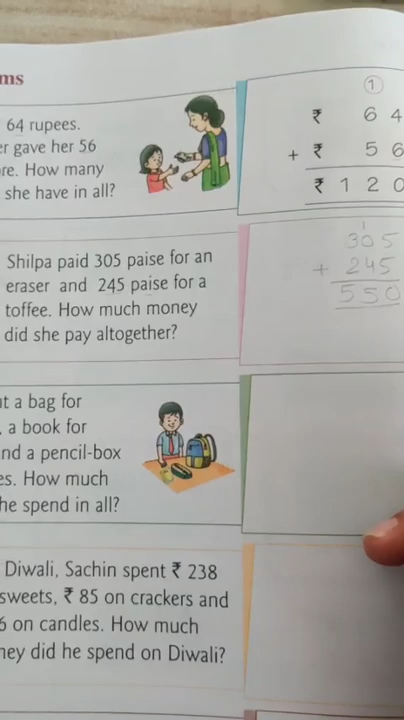 ms
64 rupees.
er gave her 56
re. How many
she have in all?
1
₹ 6 4
+ ₹ 5 6
₹ 1 2 0
Shilpa paid 305 paise for an
eraser and 245 paise for a
toffee. How much money
did she pay altogether?
1
305
+ 245
550
t a bag for
, a book for
nd a pencil-box
es. How much
he spend in all?
Diwali, Sachin spent ₹ 238
sweets, ₹ 85 on crackers and
6 on candles. How much
ney did he spend on Diwali?